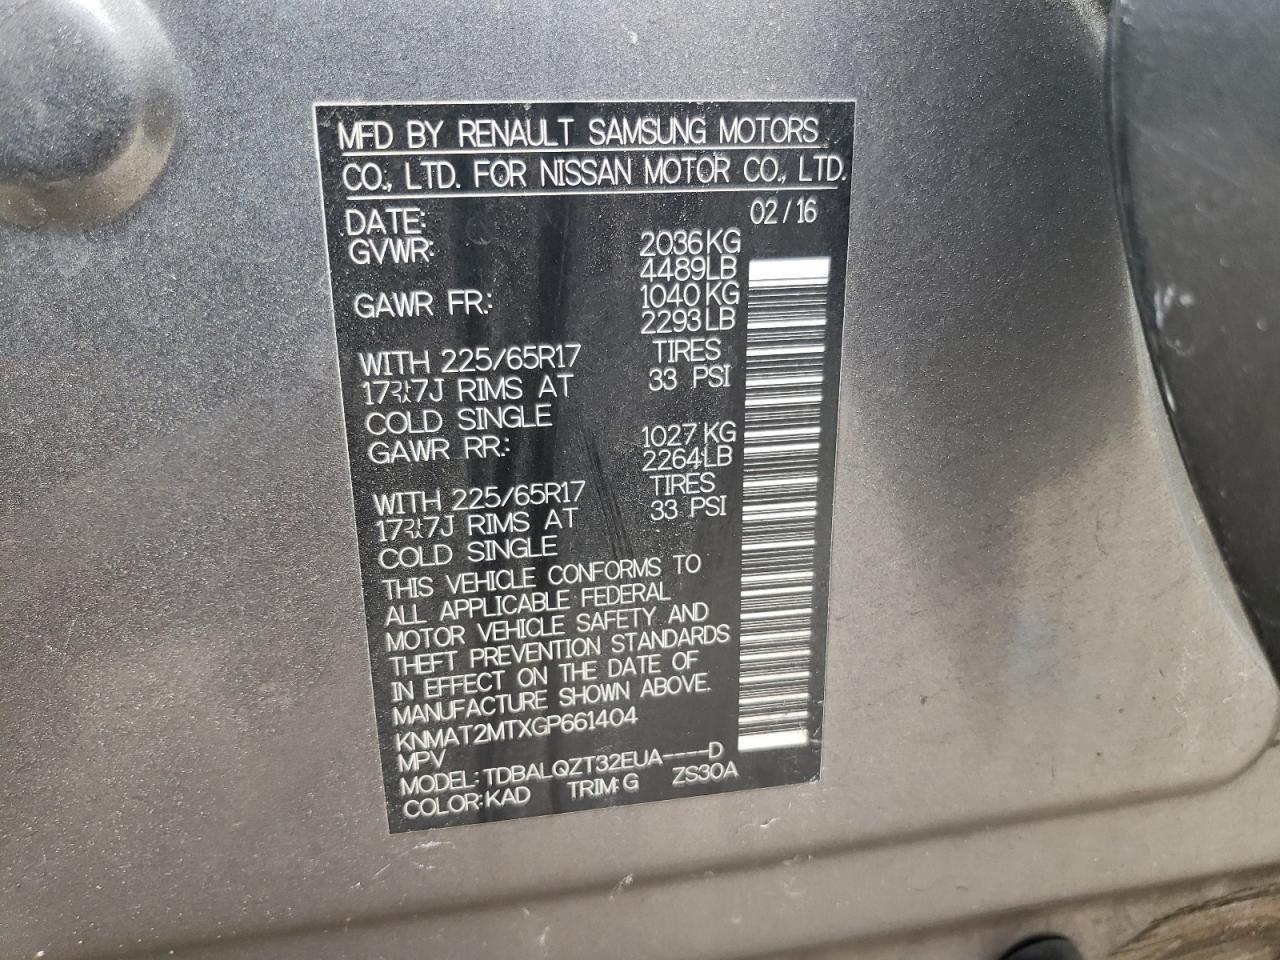 MFD BY RENAULT SAMSUNG MOTORS
CO., LTD. FOR NISSAN MOTOR CO., LTD.
DATE: 02/16
GVWR: 2036KG
4489LB
GAWR FR.: 1040KG
2293LB
WITH 225/65R17 TIRES
RIMS AT 33 PSI
COLD SINGLE
GAWR RR.: 1027KG
2264LB
WITH 225/65R17 TIRES
RIMS AT 33 PSI
COLD SINGLE
THIS VEHICLE CONFORMS TO
ALL APPLICABLE FEDERAL
MOTOR VEHICLE SAFETY AND
THEFT PREVENTION STANDARDS
IN EFFECT ON THE DATE OF
MANUFACTURE SHOWN ABOVE.
KNMAT2MTXGP661404
MPV
MODEL: TDBALQZT32EUA----D
COLOR:KAD TRIM:G ZS30A